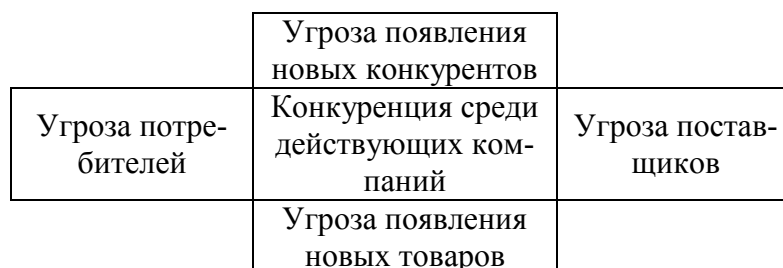 Угроза появления
новых конкурентов
Угроза потре-
бителей
Конкуренция среди
действующих ком-
паний
Угроза постав-
щиков
Угроза появления
новых товаров